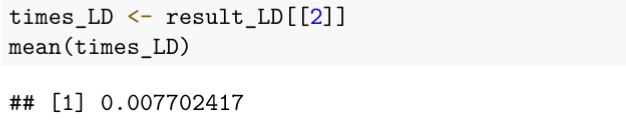 times_LD <- result_LD[[2]]
mean(times_LD)
## [1] 0.007702417